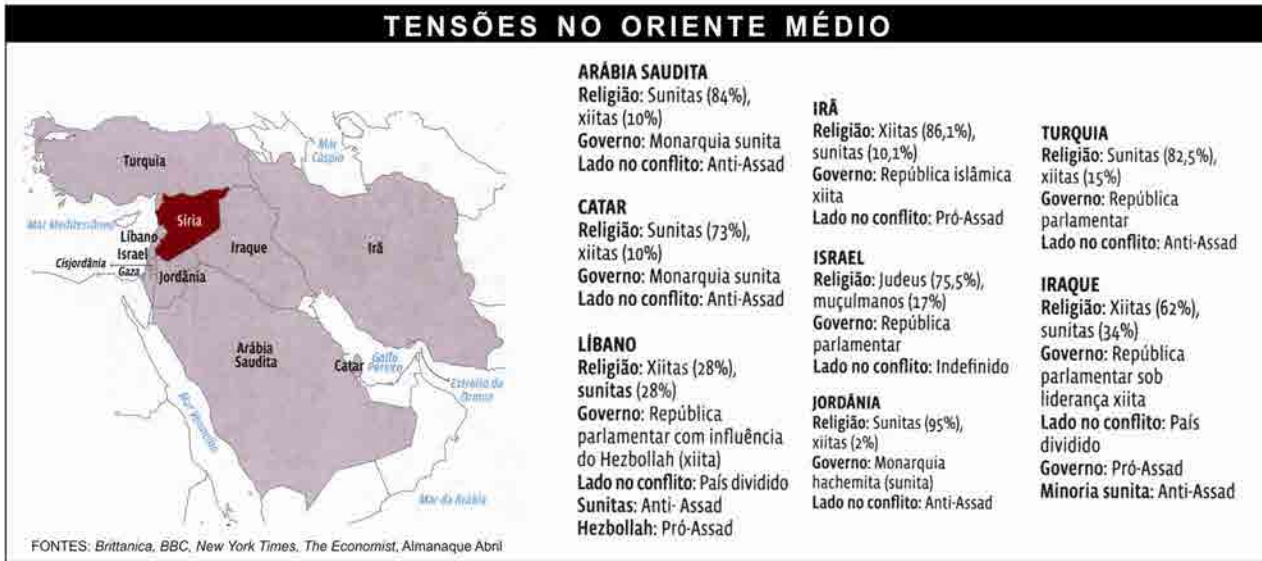 TENSÕES NO ORIENTE MÉDIO
Turquia
Mar
Cáspio
Síria
Mar Mediterrâneo
Líbano
Israel
Cisjordânia
Gaza
Jordânia
Iraque
Irã
Arábia
Saudita
Catar
Golfo
Pérsico
Estreito de
Ormuz
Mar Vermelho
Mar da Arábia
FONTES: Brittanica, BBC, New York Times, The Economist, Almanaque Abril
ARÁBIA SAUDITA
Religião: Sunitas (84%),
xiitas (10%)
Governo: Monarquia sunita
Lado no conflito: Anti-Assad
CATAR
Religião: Sunitas (73%),
xiitas (10%)
Governo: Monarquia sunita
Lado no conflito: Anti-Assad
LÍBANO
Religião: Xiitas (28%),
sunitas (28%)
Governo: República
parlamentar com influência
do Hezbollah (xiita)
Lado no conflito: País dividido
Sunitas: Anti- Assad
Hezbollah: Pró-Assad
IRÃ
Religião: Xiitas (86,1%),
sunitas (10,1%)
Governo: República islâmica
xiita
Lado no conflito: Pró-Assad
ISRAEL
Religião: Judeus (75,5%),
muçulmanos (17%)
Governo: República
parlamentar
Lado no conflito: Indefinido
JORDÂNIA
Religião: Sunitas (95%),
xiitas (2%)
Governo: Monarquia
hachemita (sunita)
Lado no conflito: Anti-Assad
TURQUIA
Religião: Sunitas (82,5%),
xiitas (15%)
Governo: República
parlamentar
Lado no conflito: Anti-Assad
IRAQUE
Religião: Xiitas (62%),
sunitas (34%)
Governo: República
parlamentar sob
liderança xiita
Lado no conflito: País
dividido
Governo: Pró-Assad
Minoria sunita: Anti-Assad